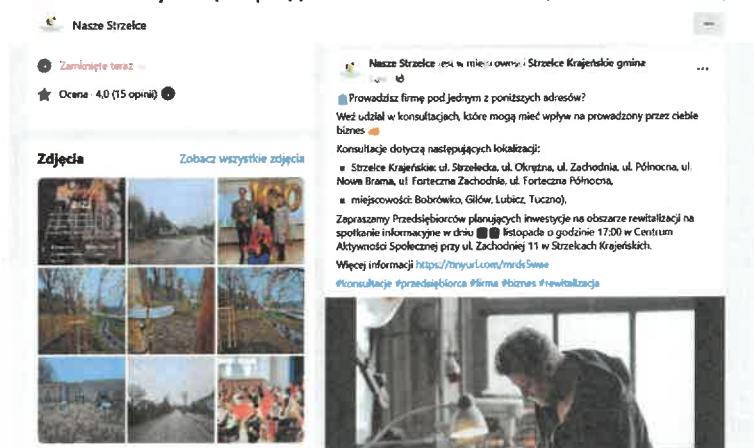 Nasze Strzelce
Zamknięte teraz
Ocena · 4,0 (15 opinii)
Zdjęcia
Zobacz wszystkie zdjęcia
Nasze Strzelce jest w miejscowości Strzelce Krajeńskie gmina
Prowadzisz firmę pod jednym z poniższych adresów?
Weź udział w konsultacjach, które mogą mieć wpływ na prowadzony przez ciebie
biznes
Konsultacje dotyczą następujących lokalizacji:
Strzelce Krajeńskie: ul. Strzelecka, ul. Okrężna, ul. Zachodnia, ul. Północna, ul.
Nowa Brama, ul. Forteczna Zachodnia, ul. Forteczna Północna,
miejscowości: Bobrówko, Gilów, Lubicz, Tuczno),
Zapraszamy Przedsiębiorców planujących inwestycje na obszarze rewitalizacji na
spotkanie informacyjne w dniu listopada o godzinie 17:00 w Centrum
Aktywności Społecznej przy ul. Zachodniej 11 w Strzelcach Krajeńskich.
Więcej informacji https://tinyurl.com/mrds5wae
#konsultacje #przedsiębiorca #firma #biznes #rewitalizacja